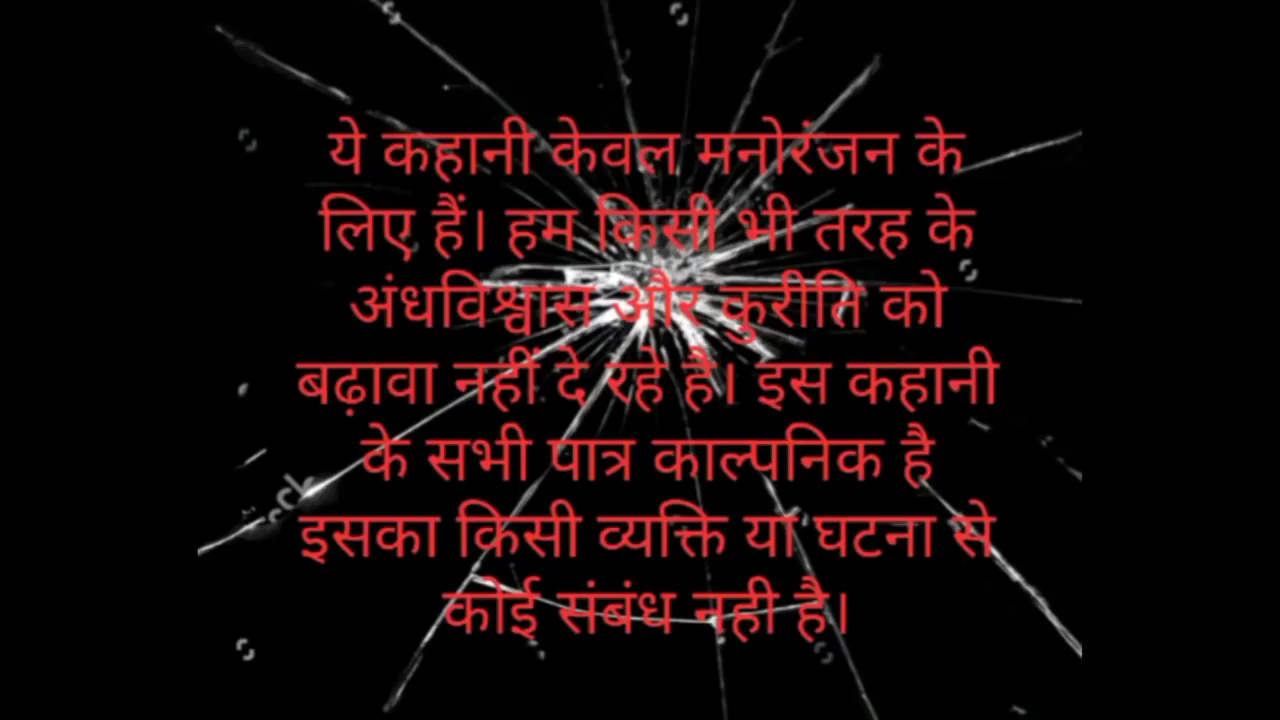 ये कहानी केवल मनोरंजन के
लिए हैं। हम किसी भी तरह के
अंधविश्वास और कुरीति को
बढ़ावा नहीं दे रहे हैं। इस कहानी
के सभी पात्र काल्पनिक है
इसका किसी व्यक्ति या घटना से
कोई संबंध नही है।